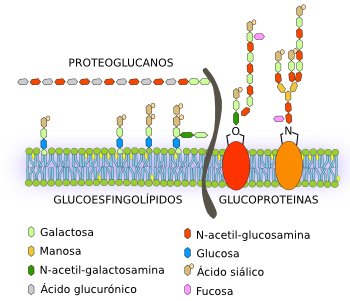 PROTEOGLUCANOS
O
N
GLUCOESFINGOLÍPIDOS
GLUCOPROTEINAS
Galactosa
Manosa
N-acetil-galactosamina
Ácido glucurónico
N-acetil-glucosamina
Glucosa
Ácido siálico
Fucosa